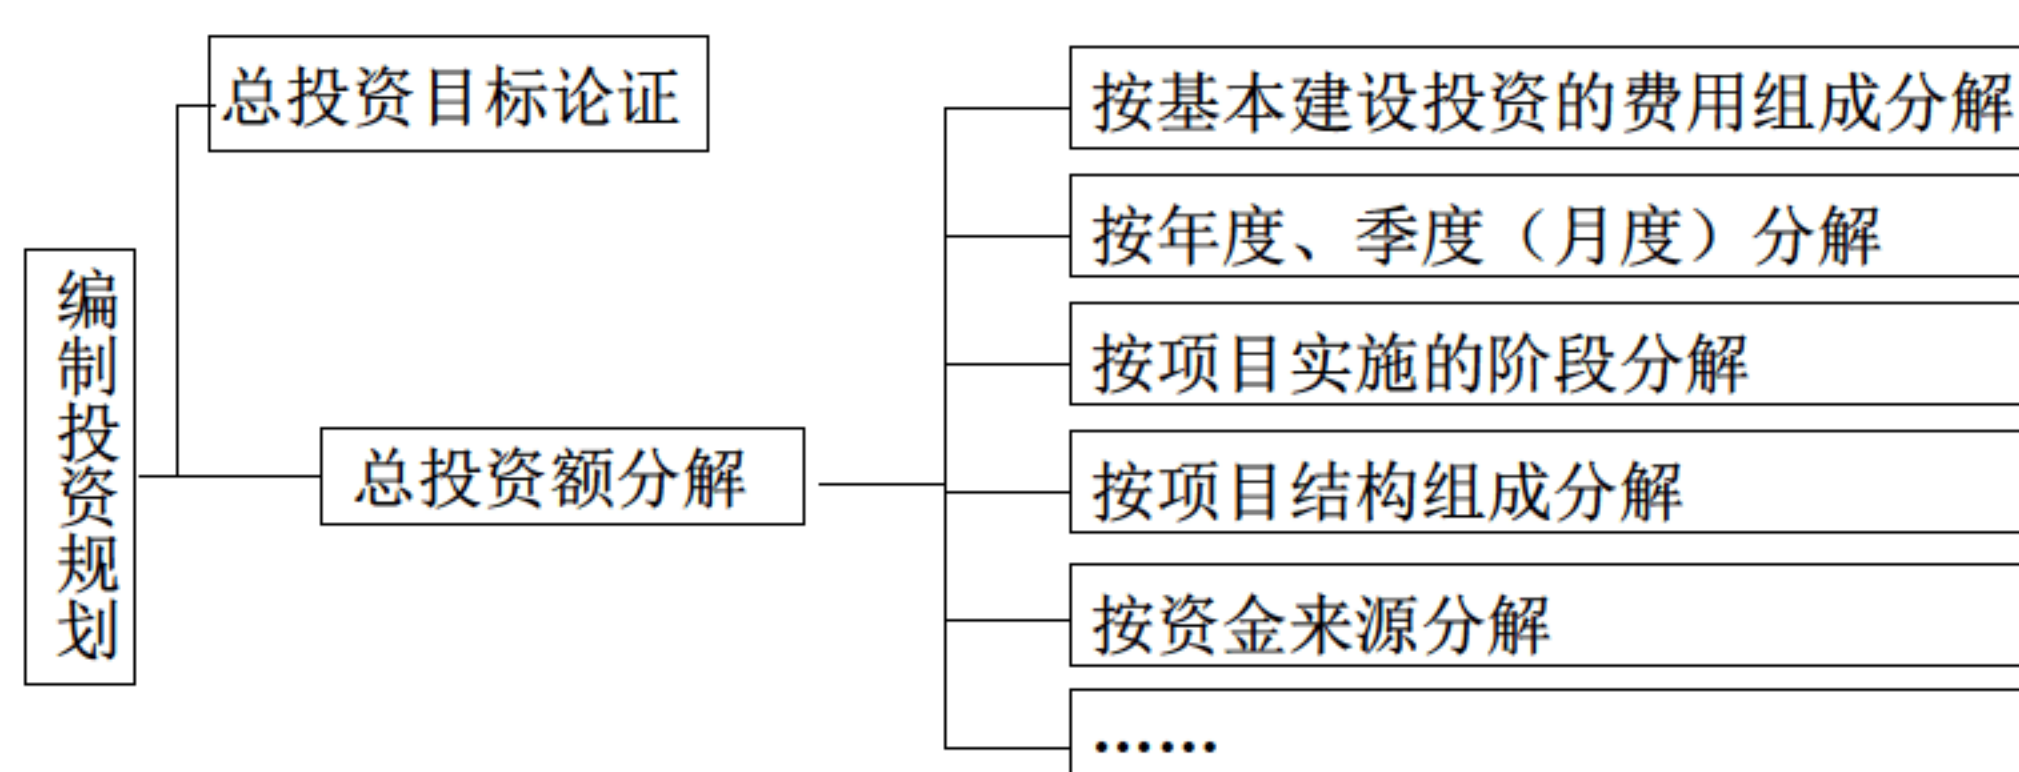 编制投资规划
总投资目标论证
总投资额分解
按基本建设投资的费用组成分解
按年度、季度（月度）分解
按项目实施的阶段分解
按项目结构组成分解
按资金来源分解
……